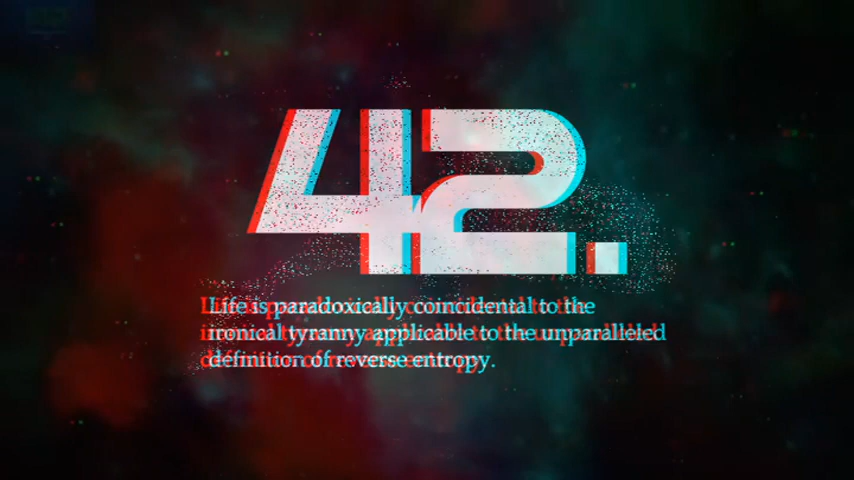 42.
Life is paradoxically coincidental to the
ironical tyranny applicable to the unparalleled
definition of reverse entropy.